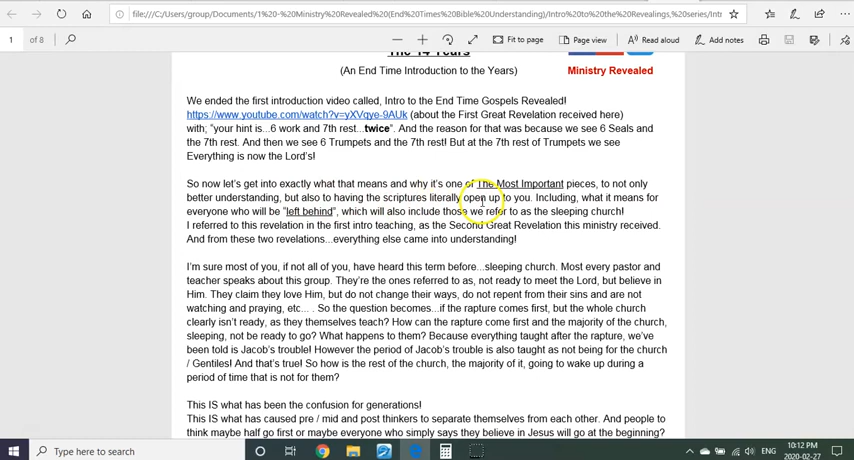 file:///C:/Users/group/Documents/1%20-%20Ministry%20Revealed%20(End%20Times%20Bible%20Understanding)/Intro%20to%20the%20Revealings,%20series/Intr
1 of 8
Fit to page
Page view
Read aloud
Add notes
The 14 Years
(An End Time Introduction to the Years)
Ministry Revealed
We ended the first introduction video called, Intro to the End Time Gospels Revealed!
https://www.youtube.com/watch?v=yXVqye-9AUk (about the First Great Revelation received here)
with; "your hint is...6 work and 7th rest...twice". And the reason for that was because we see 6 Seals and
the 7th rest. And then we see 6 Trumpets and the 7th rest! But at the 7th rest of Trumpets we see
Everything is now the Lord's!
So now let's get into exactly what that means and why it's one of The Most Important pieces, to not only
better understanding, but also to having the scriptures literally open up to you. Including, what it means for
everyone who will be "left behind", which will also include those we refer to as the sleeping church!
I referred to this revelation in the first intro teaching, as the Second Great Revelation this ministry received.
And from these two revelations...everything else came into understanding!
I'm sure most of you, if not all of you, have heard this term before...sleeping church. Most every pastor and
teacher speaks about this group. They're the ones referred to as, not ready to meet the Lord, but believe in
Him. They claim they love Him, but do not change their ways, do not repent from their sins and are not
watching and praying, etc... . So the question becomes...if the rapture comes first, but the whole church
clearly isn't ready, as they themselves teach? How can the rapture come first and the majority of the church,
sleeping, not be ready to go? What happens to them? Because everything taught after the rapture, we've
been told is Jacob's trouble! However the period of Jacob's trouble is also taught as not being for the church
/ Gentiles! And that's true! So how is the rest of the church, the majority of it, going to wake up during a
period of time that is not for them?
This IS what has been the confusion for generations!
This IS what has caused pre / mid and post thinkers to separate themselves from each other. And people to
think maybe half go first or maybe everyone who simply says they believe in Jesus will go at the beginning?
Type here to search
ENG
10:12 PM
2020-02-27